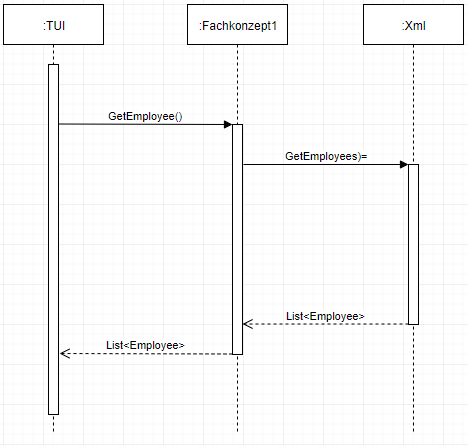 :TUI
:Fachkonzept1
:Xml
GetEmployee()
GetEmployees)=
List<Employee>
List<Employee>